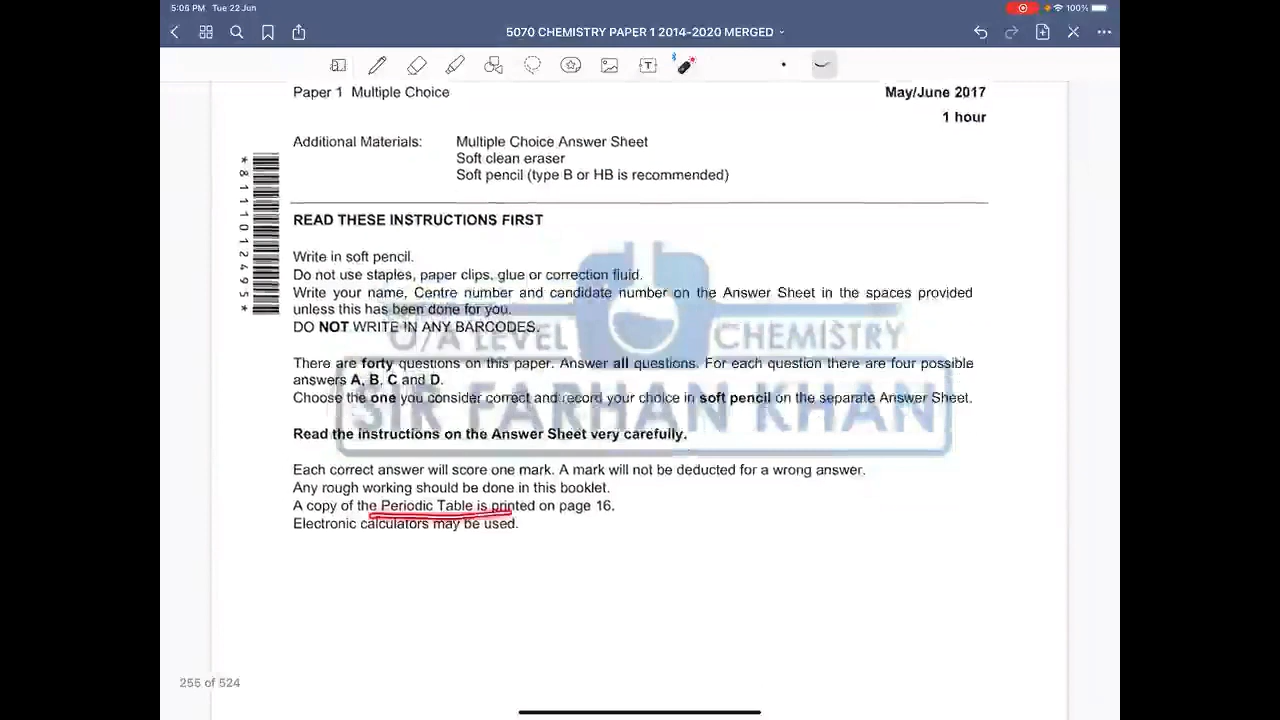 5:06 PM Tue 22 Jun
100%
5070 CHEMISTRY PAPER 1 2014-2020 MERGED
Paper 1 Multiple Choice
May/June 2017
1 hour
Additional Materials: Multiple Choice Answer Sheet
Soft clean eraser
Soft pencil (type B or HB is recommended)
*8111012495*
READ THESE INSTRUCTIONS FIRST
Write in soft pencil.
Do not use staples, paper clips, glue or correction fluid.
Write your name, Centre number and candidate number on the Answer Sheet in the spaces provided
unless this has been done for you.
DO NOT WRITE IN ANY BARCODES.
O/A LEVEL CHEMISTRY
There are forty questions on this paper. Answer all questions. For each question there are four possible
answers A, B, C and D.
Choose the one you consider correct and record your choice in soft pencil on the separate Answer Sheet.
SIR FARHAN KHAN
Read the instructions on the Answer Sheet very carefully.
Each correct answer will score one mark. A mark will not be deducted for a wrong answer.
Any rough working should be done in this booklet.
A copy of the Periodic Table is printed on page 16.
Electronic calculators may be used.
255 of 524